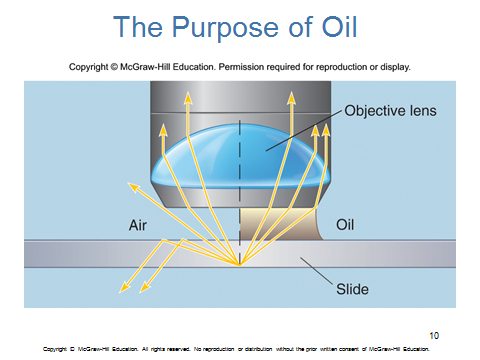 The Purpose of Oil
Copyright © McGraw-Hill Education. Permission required for reproduction or display.
Objective lens
Air
Oil
Slide
10
Copyright © McGraw-Hill Education. All rights reserved. No reproduction or distribution without the prior written consent of McGraw-Hill Education.